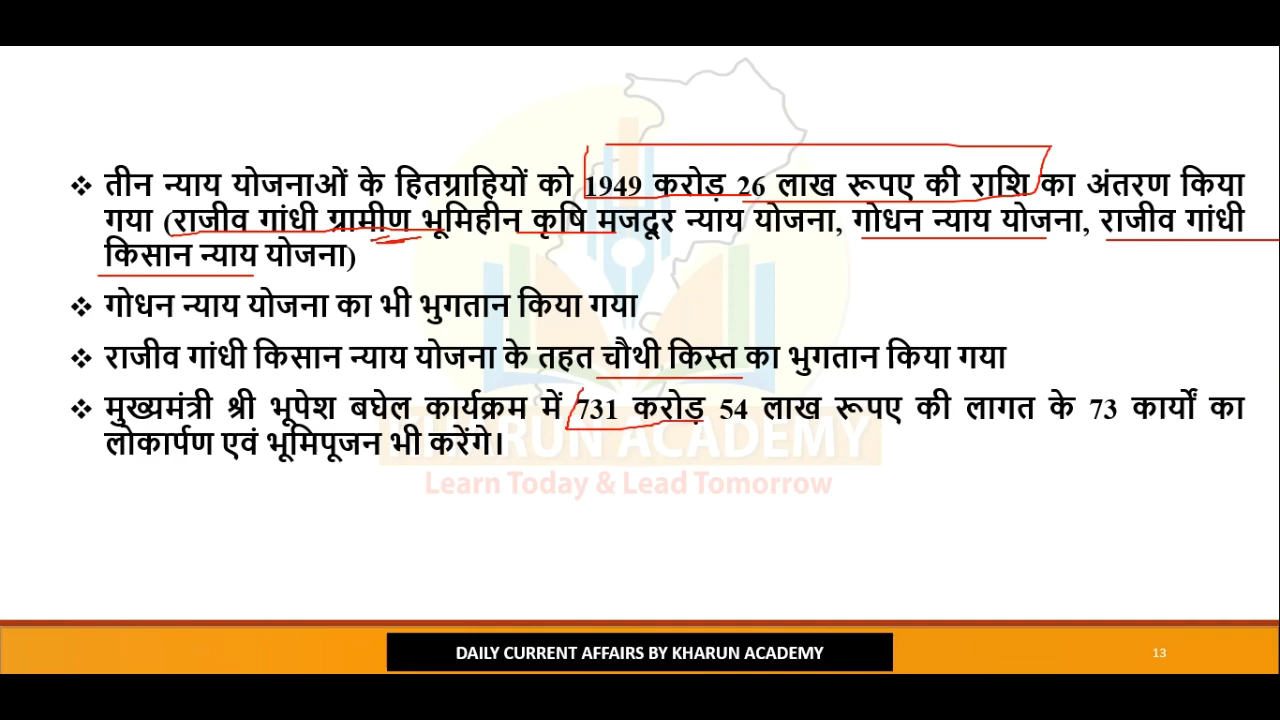 ❖ तीन न्याय योजनाओं के हितग्राहियों को 1949 करोड़ 26 लाख रूपए की राशि का अंतरण किया
गया (राजीव गांधी ग्रामीण भूमिहीन कृषि मजदूर न्याय योजना, गोधन न्याय योजना, राजीव गांधी
किसान न्याय योजना)
❖ गोधन न्याय योजना का भी भुगतान किया गया
❖ राजीव गांधी किसान न्याय योजना के तहत चौथी किस्त का भुगतान किया गया
❖ मुख्यमंत्री श्री भूपेश बघेल कार्यक्रम में 731 करोड़ 54 लाख रूपए की लागत के 73 कार्यों का
लोकार्पण एवं भूमिपूजन भी करेंगे।
KHARUN ACADEMY
Learn Today & Lead Tomorrow
DAILY CURRENT AFFAIRS BY KHARUN ACADEMY
13